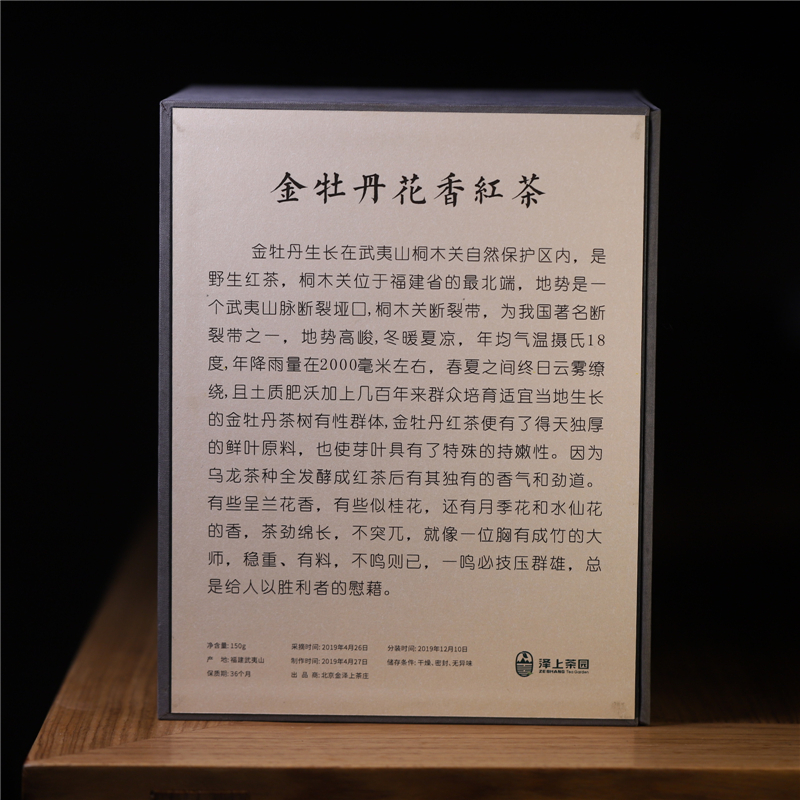 金牡丹花香紅茶
金牡丹生长在武夷山桐木关自然保护区内，是
野生红茶，桐木关位于福建省的最北端，地势是一
个武夷山脉断裂垭口,桐木关断裂带，为我国著名断
裂带之一，地势高峻,冬暖夏凉，年均气温摄氏18
度,年降雨量在2000毫米左右，春夏之间终日云雾缭
绕,且土质肥沃加上几百年来群众培育适宜当地生长
的金牡丹茶树有性群体,金牡丹红茶便有了得天独厚
的鲜叶原料，也使芽叶具有了特殊的持嫩性。因为
乌龙茶种全发酵成红茶后有其独有的香气和劲道。
有些呈兰花香，有些似桂花，还有月季花和水仙花
的香，茶劲绵长，不突兀，就像一位胸有成竹的大
师，稳重、有料，不鸣则已，一鸣必技压群雄，总
是给人以胜利者的慰藉。
净含量: 150g 采摘时间: 2019年4月26日 分装时间: 2019年12月10日
产 地: 福建武夷山 制作时间: 2019年4月27日 储存条件: 干燥、密封、无异味
保质期: 36个月 出 品 商: 北京金泽上茶庄
泽上茶园
ZESHANG Tea Garden